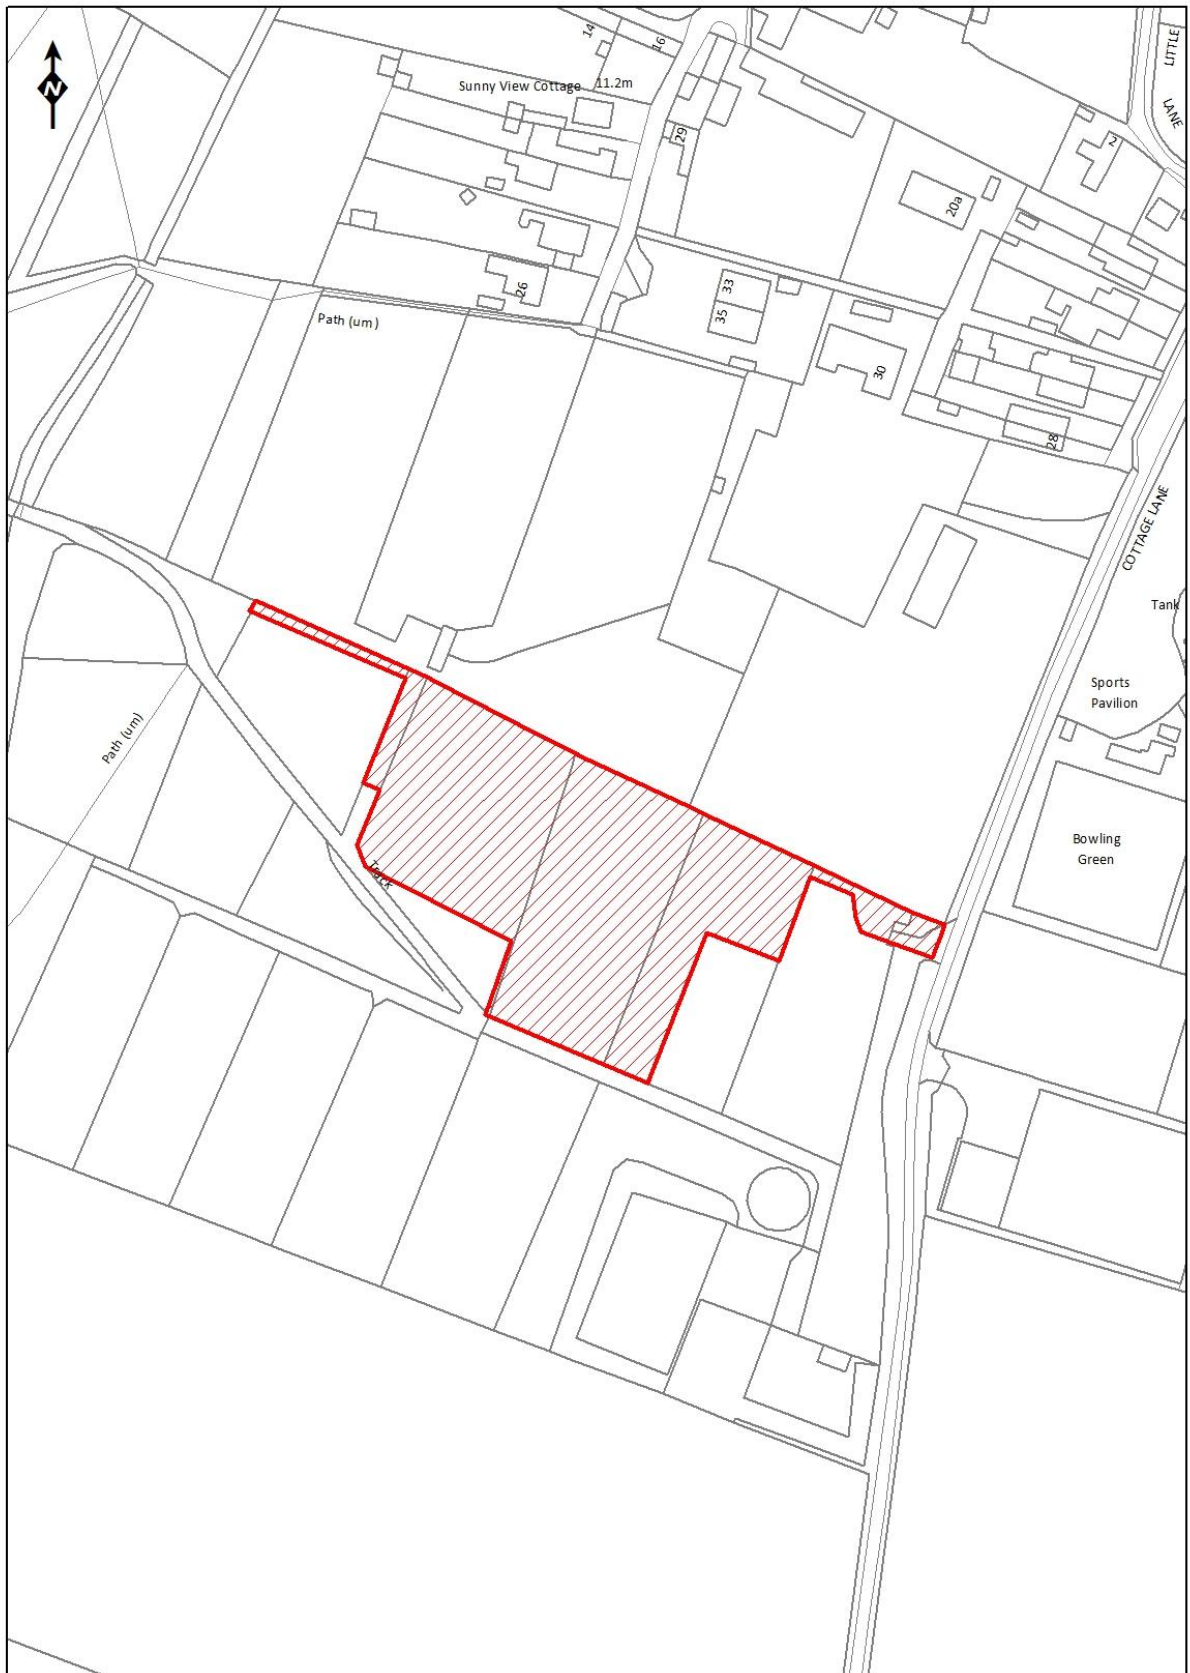 LITTLE
LANE
14
16
N
Sunny View Cottage
11.2m
29
2
20a
26
33
35
Path (um)
30
28
COTTAGE LANE
Tank
Sports
Pavilion
Path (um)
Bowling
Green
Track